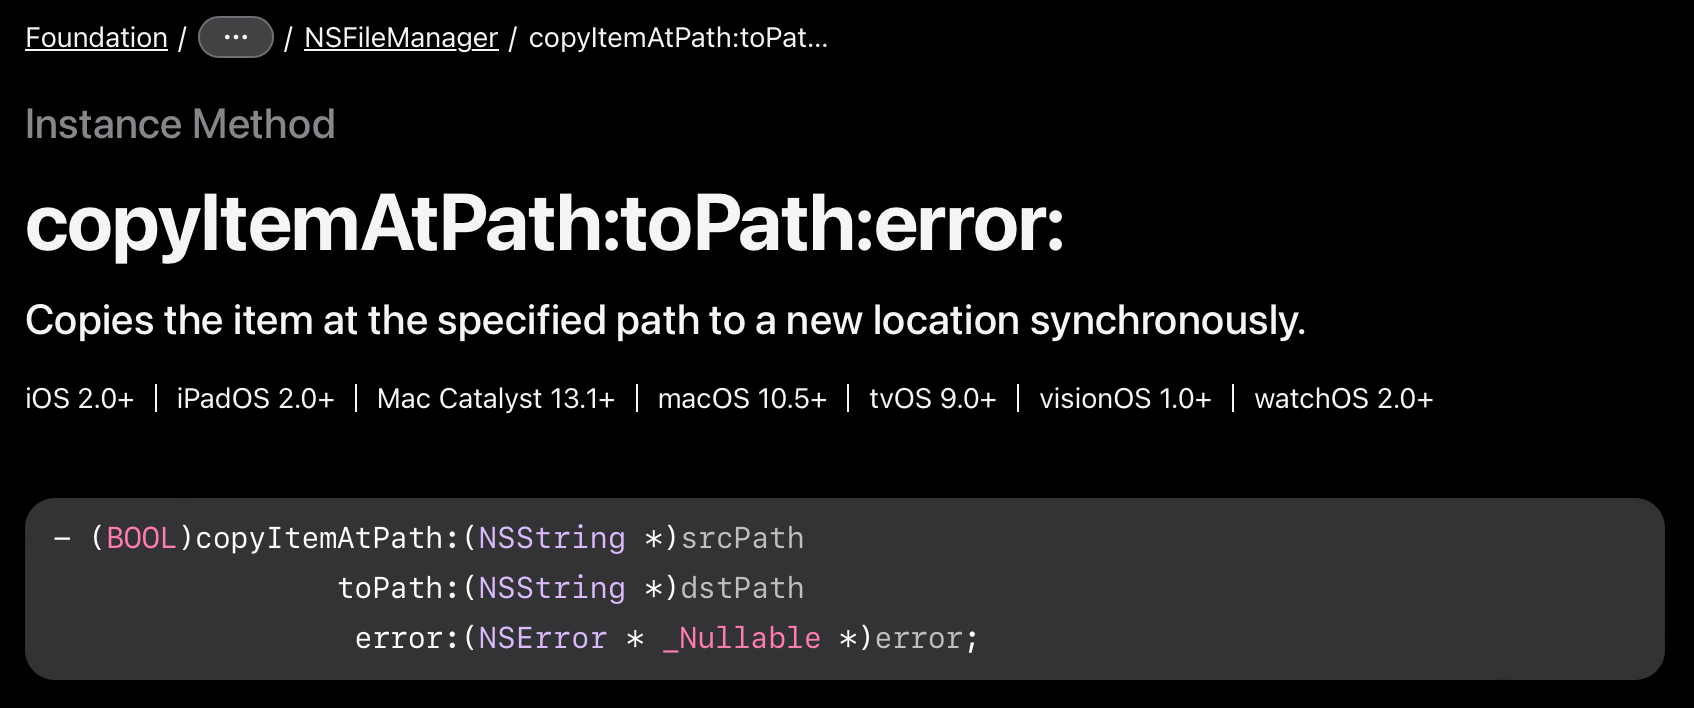 Foundation / ··· / NSFileManager / copyItemAtPath:toPat...
Instance Method
copyItemAtPath:toPath:error:
Copies the item at the specified path to a new location synchronously.
iOS 2.0+ | iPadOS 2.0+ | Mac Catalyst 13.1+ | macOS 10.5+ | tvOS 9.0+ | visionOS 1.0+ | watchOS 2.0+
- (BOOL)copyItemAtPath:(NSString *)srcPath
toPath:(NSString *)dstPath
error:(NSError * _Nullable *)error;